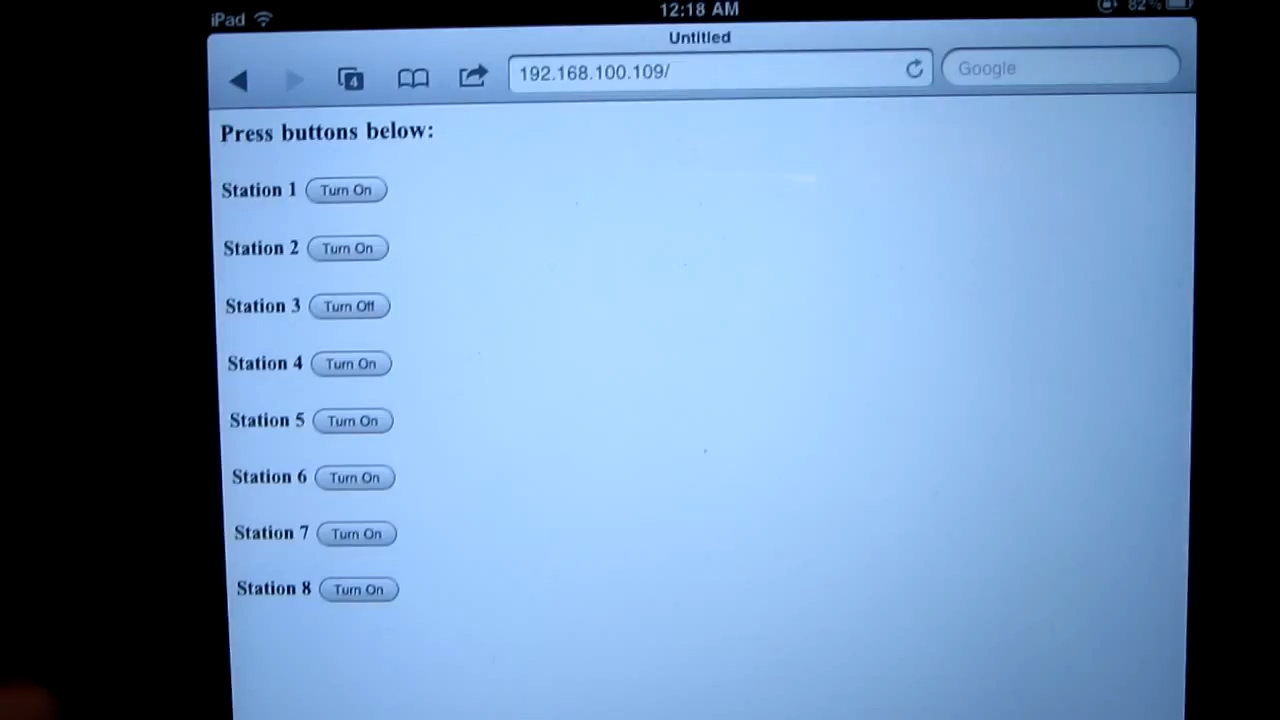 iPad 12:18 AM 82%
Untitled
4 192.168.100.109/ Google
Press buttons below:
Station 1 Turn On
Station 2 Turn On
Station 3 Turn Off
Station 4 Turn On
Station 5 Turn On
Station 6 Turn On
Station 7 Turn On
Station 8 Turn On